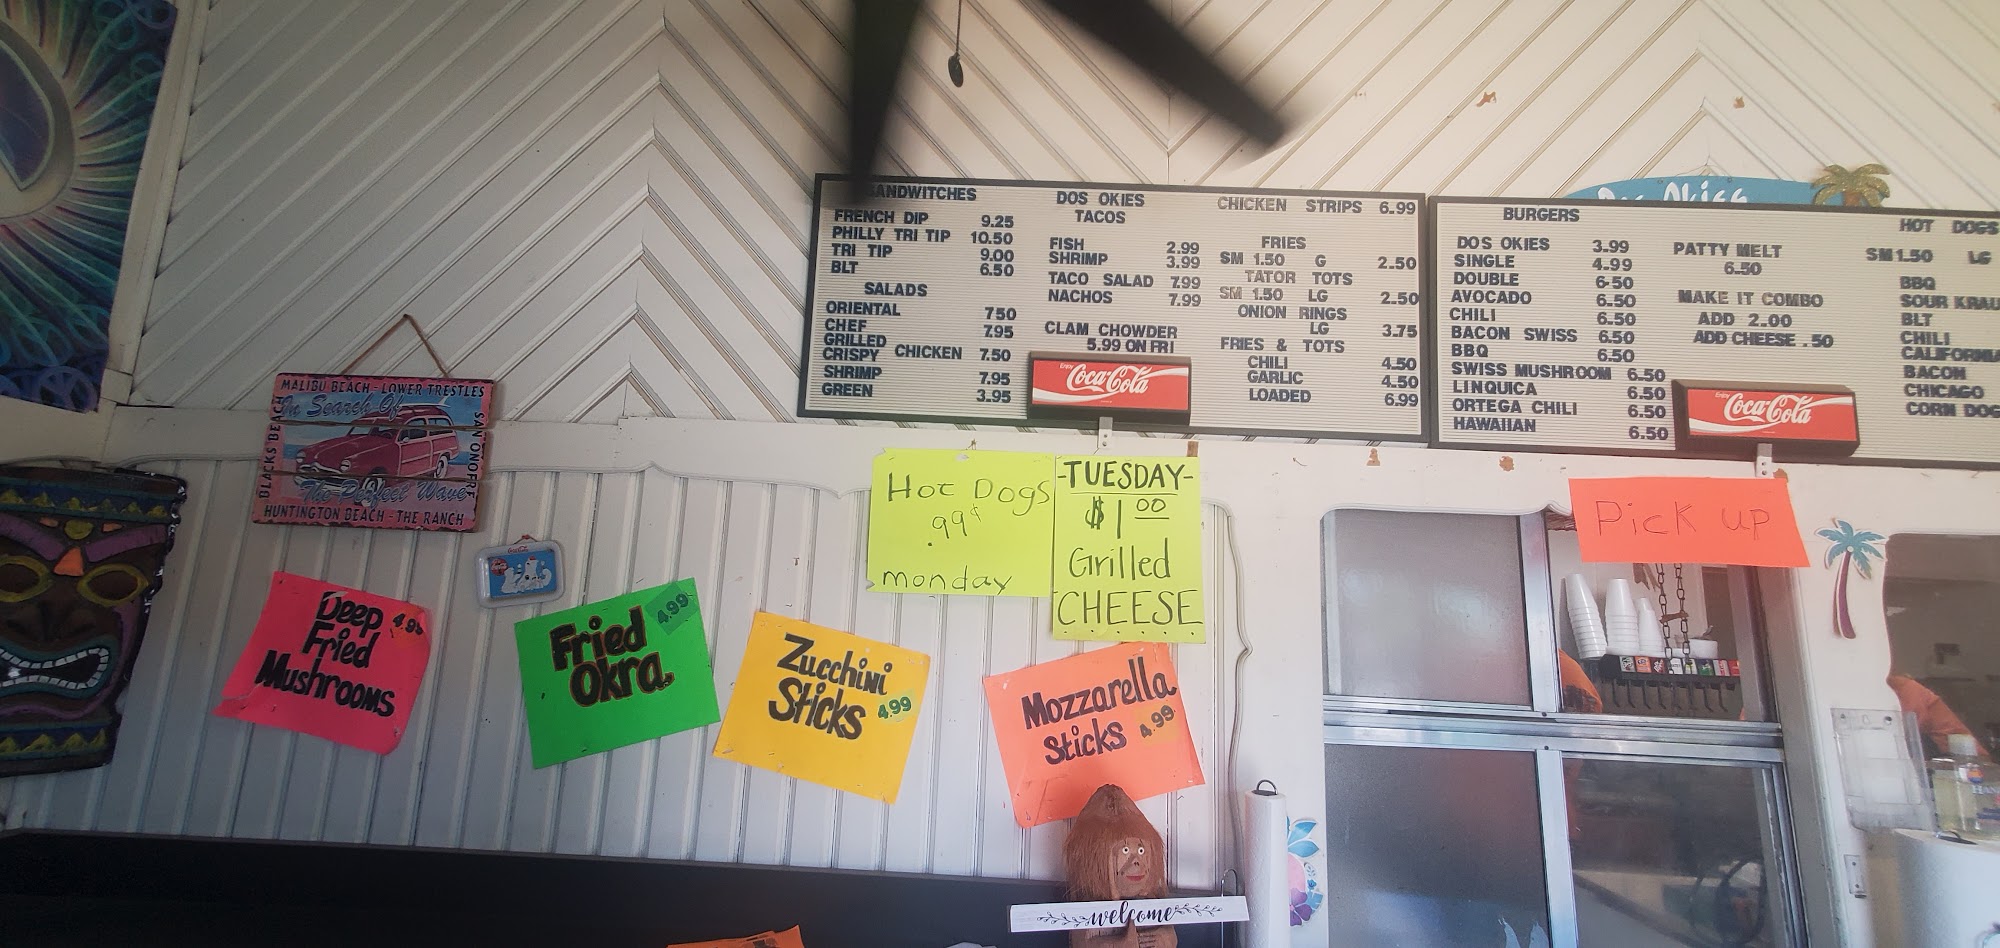 SANDWITCHES
FRENCH DIP 9.25
PHILLY TRI TIP 10.50
TRI TIP 9.00
BLT 6.50
SALADS
ORIENTAL 750
CHEF 7.95
GRILLED
CRISPY CHICKEN 7.50
SHRIMP 7.95
GREEN 3.95
DOS OKIES
TACOS
FISH 2.99
SHRIMP 3.99
TACO SALAD 7.99
NACHOS 7.99
CLAM CHOWDER
5.99 ON FRI
Enjoy
Coca-Cola
CHICKEN STRIPS 6.99
FRIES
SM 1.50 G 2.50
TATOR TOTS
SM 1.50 LG 2.50
ONION RINGS
LG 3.75
FRIES & TOTS
CHILI 4.50
GARLIC 4.50
LOADED 6.99
BURGERS
DOS OKIES 3.99
SINGLE 4.99
DOUBLE 6.50
AVOCADO 6.50
CHILI 6.50
BACON SWISS 6.50
BBQ 6.50
SWISS MUSHROOM 6.50
LINQUICA 6.50
ORTEGA CHILI 6.50
HAWAIIAN 6.50
PATTY MELT
6.50
MAKE IT COMBO
ADD 2.00
ADD CHEESE .50
Enjoy
Coca-Cola
HOT DOGS
SM 1.50 LG
BBQ
SOUR KRAU
BLT
CHILI
CALIFORNIA
BACON
CHICAGO
CORN DOG
MALIBU BEACH - LOWER TRESTLES
BLACKS BEACH
In Search Of
SAN ONOFRE
The Perfect Wave
HUNTINGTON BEACH - THE RANCH
Hot Dogs
.99¢
monday
-TUESDAY-
$1.00
Grilled
CHEESE
Pick up
Deep 4.99
Fried
Mushrooms
Fried 4.99
Okra
Zucchini
Sticks 4.99
Mozzarella
Sticks 4.99
welcome